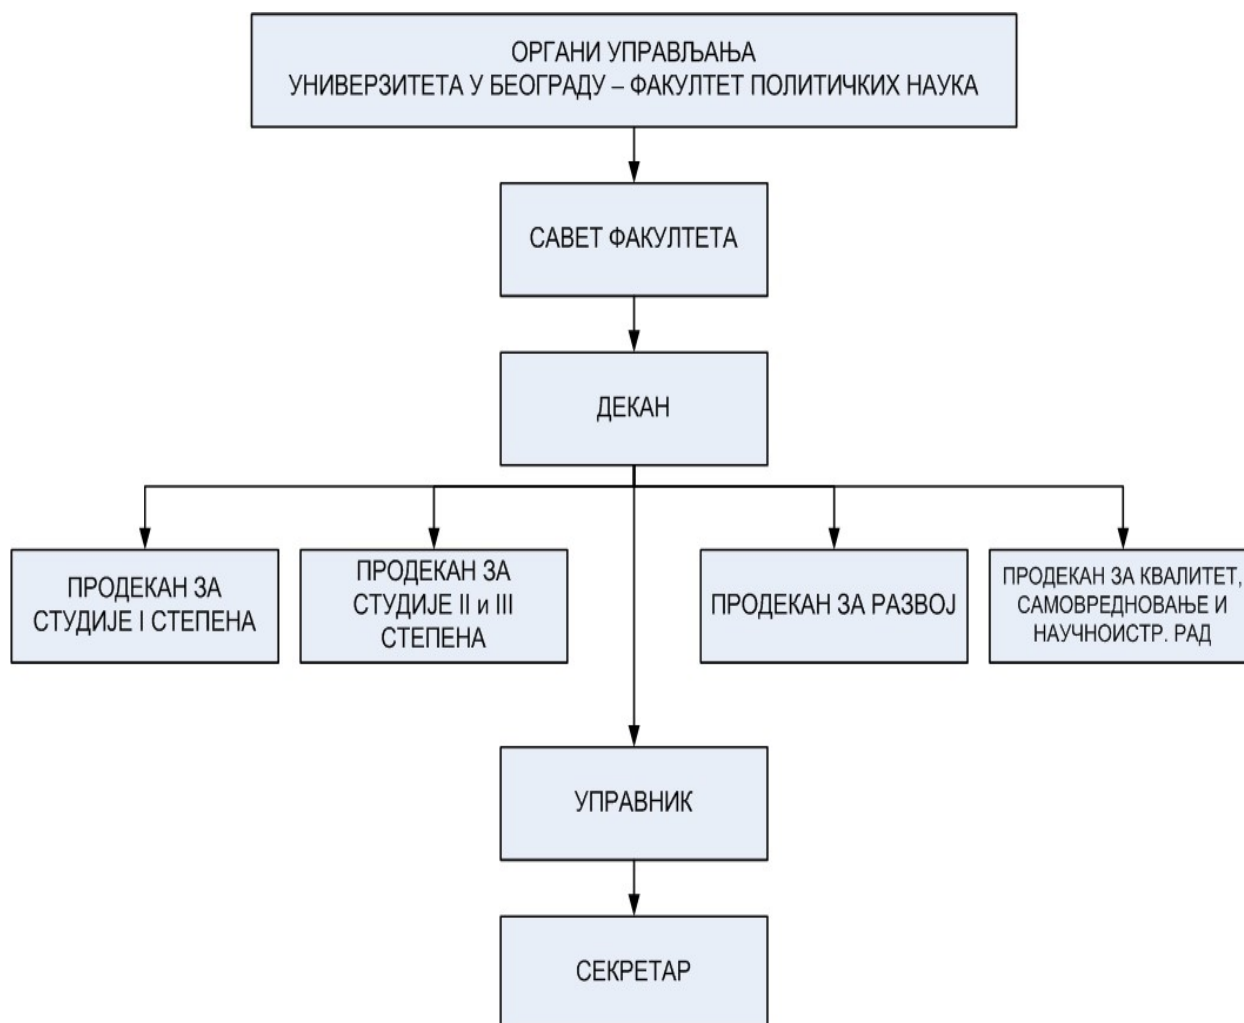 ОРГАНИ УПРАВЉАЊА
УНИВЕРЗИТЕТА У БЕОГРАДУ – ФАКУЛТЕТ ПОЛИТИЧКИХ НАУКА
САВЕТ ФАКУЛТЕТА
ДЕКАН
ПРОДЕКАН ЗА
СТУДИЈЕ I СТЕПЕНА
ПРОДЕКАН ЗА
СТУДИЈЕ II и III
СТЕПЕНА
ПРОДЕКАН ЗА РАЗВОЈ
ПРОДЕКАН ЗА КВАЛИТЕТ,
САМОВРЕДНОВАЊЕ И
НАУЧНОИСТР. РАД
УПРАВНИК
СЕКРЕТАР